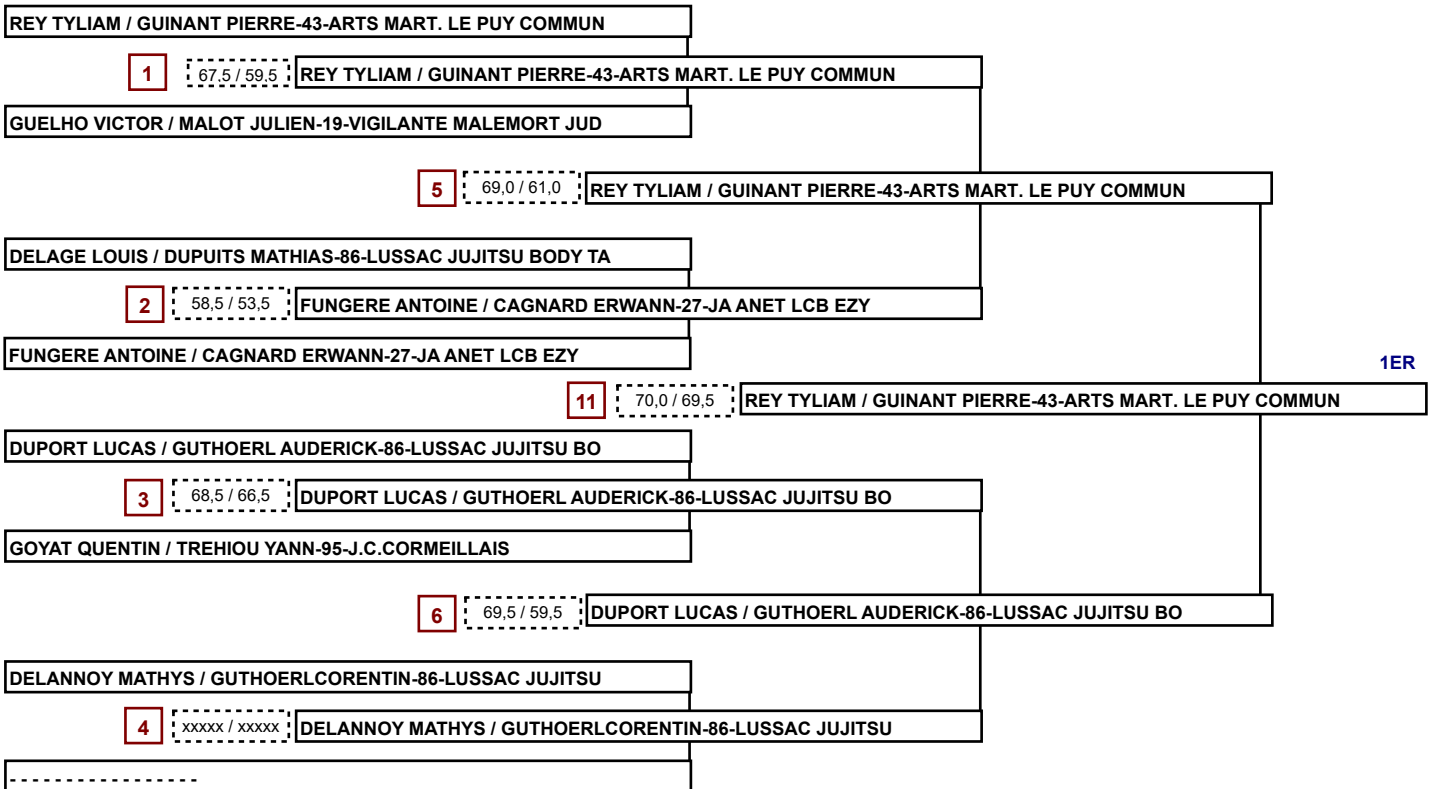 REY TYLIAM / GUINANT PIERRE-43-ARTS MART. LE PUY COMMUN
1 67,5 / 59,5 REY TYLIAM / GUINANT PIERRE-43-ARTS MART. LE PUY COMMUN
GUELHO VICTOR / MALOT JULIEN-19-VIGILANTE MALEMORT JUD
5 69,0 / 61,0 REY TYLIAM / GUINANT PIERRE-43-ARTS MART. LE PUY COMMUN
DELAGE LOUIS / DUPUITS MATHIAS-86-LUSSAC JUJITSU BODY TA
2 58,5 / 53,5 FUNGERE ANTOINE / CAGNARD ERWANN-27-JA ANET LCB EZY
FUNGERE ANTOINE / CAGNARD ERWANN-27-JA ANET LCB EZY
1ER
11 70,0 / 69,5 REY TYLIAM / GUINANT PIERRE-43-ARTS MART. LE PUY COMMUN
DUPORT LUCAS / GUTHOERL AUDERICK-86-LUSSAC JUJITSU BO
3 68,5 / 66,5 DUPORT LUCAS / GUTHOERL AUDERICK-86-LUSSAC JUJITSU BO
GOYAT QUENTIN / TREHIOU YANN-95-J.C.CORMEILLAIS
6 69,5 / 59,5 DUPORT LUCAS / GUTHOERL AUDERICK-86-LUSSAC JUJITSU BO
DELANNOY MATHYS / GUTHOERLCORENTIN-86-LUSSAC JUJITSU
4 xxxxx / xxxxx DELANNOY MATHYS / GUTHOERLCORENTIN-86-LUSSAC JUJITSU
- - - - - - - - - - - - - - - - -